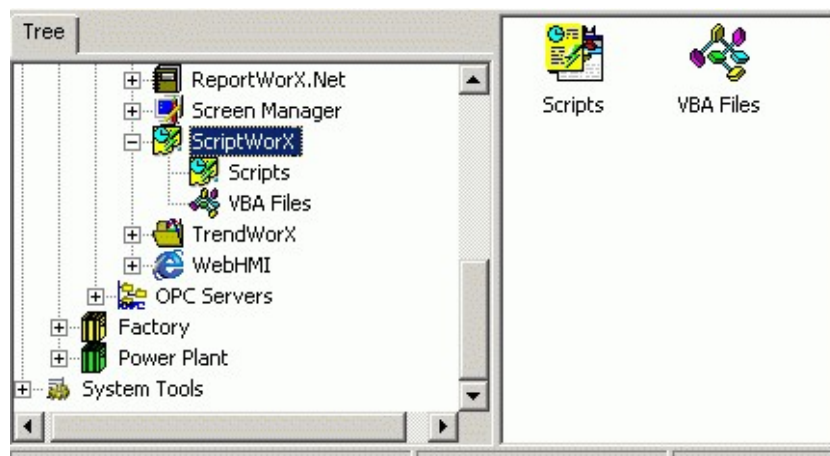 Tree
ReportWorX.Net
Screen Manager
ScriptWorX
Scripts
VBA Files
TrendWorX
WebHMI
OPC Servers
Factory
Power Plant
System Tools
Scripts
VBA Files